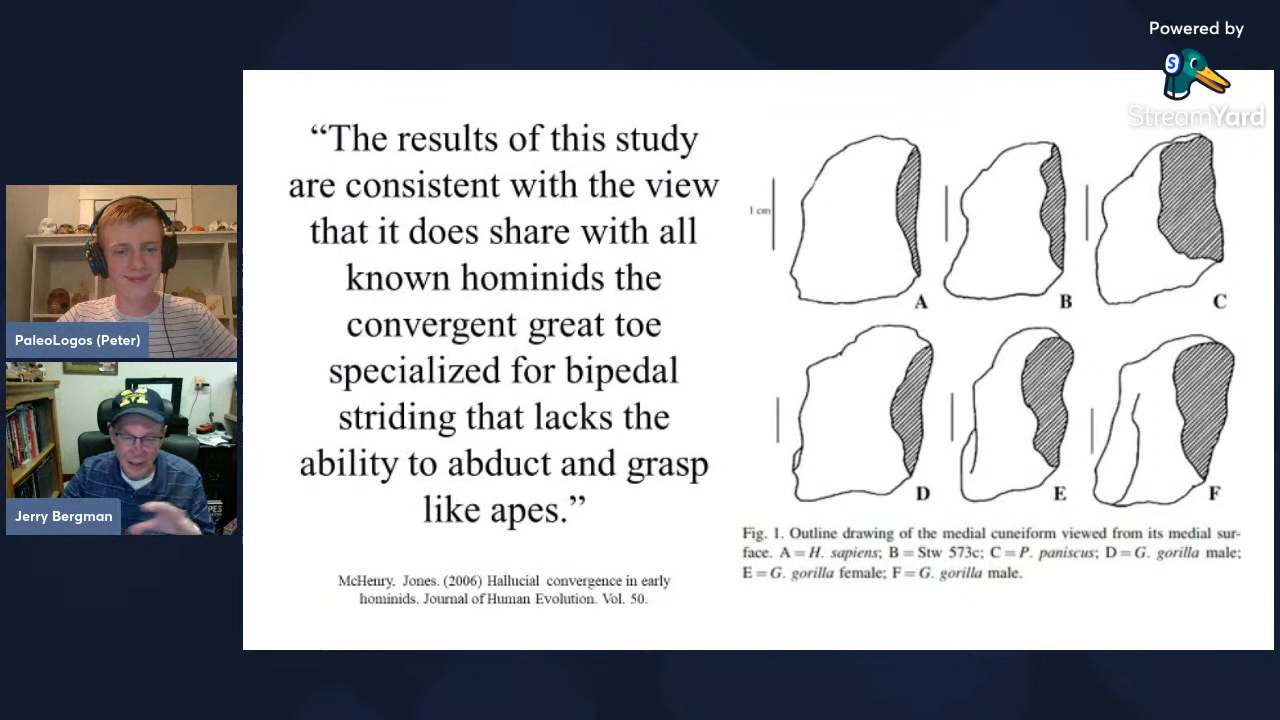 Powered by
StreamYard
“The results of this study
are consistent with the view
that it does share with all
known hominids the
convergent great toe
specialized for bipedal
striding that lacks the
ability to abduct and grasp
like apes.”
McHenry, Jones. (2006) Hallucial convergence in early
hominids. Journal of Human Evolution. Vol. 50.
1 cm
A
B
C
D
E
F
Fig. 1. Outline drawing of the medial cuneiform viewed from its medial sur-
face. A = H. sapiens; B = Stw 573c; C = P. paniscus; D = G. gorilla male;
E = G. gorilla female; F = G. gorilla male.
PaleoLogos (Peter)
Jerry Bergman